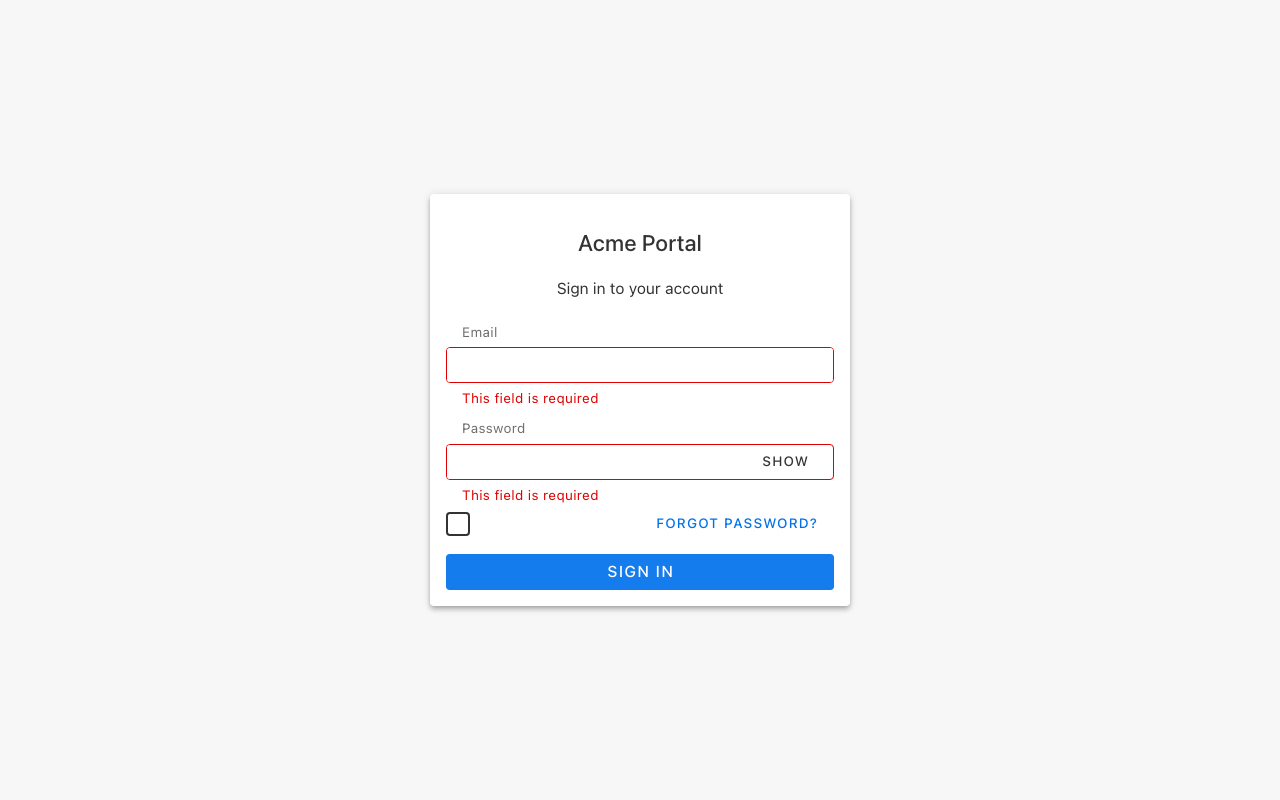 Acme Portal
Sign in to your account
Email
This field is required
Password
SHOW
This field is required
FORGOT PASSWORD?
SIGN IN